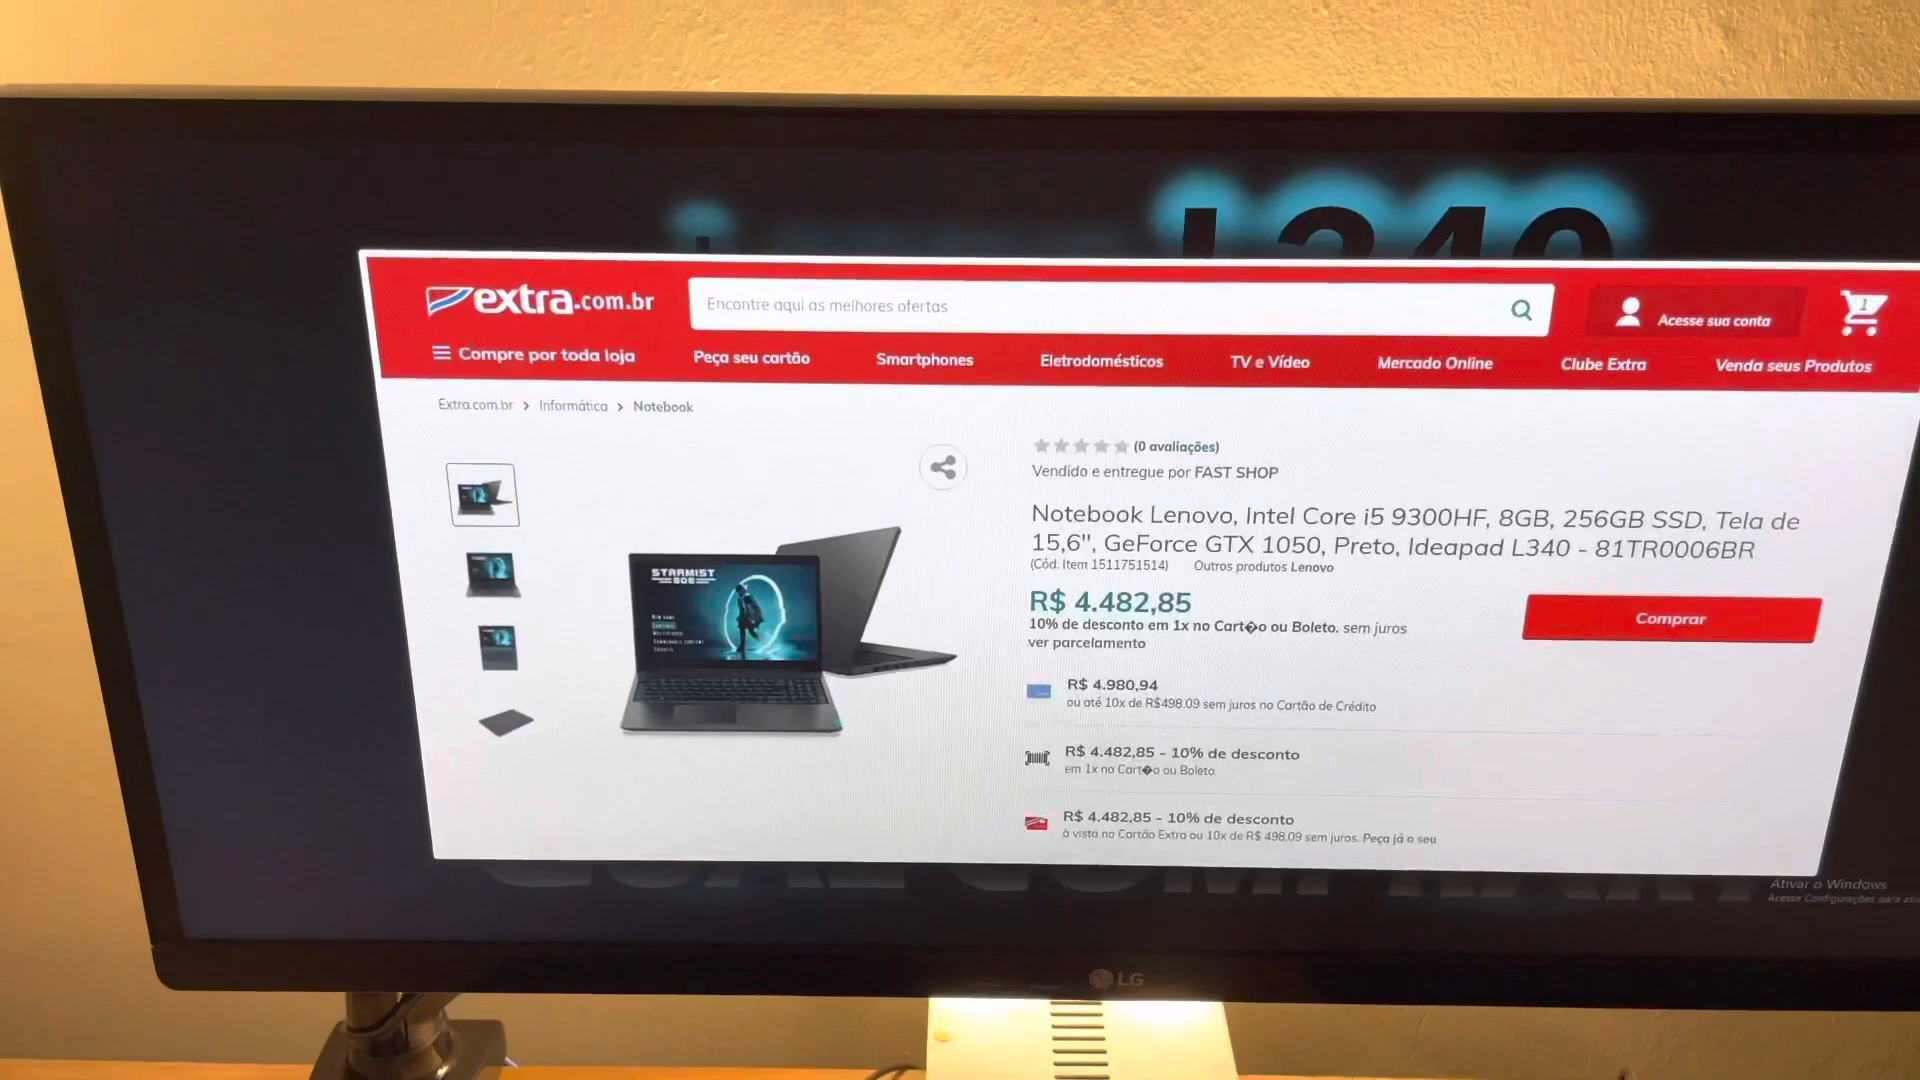 L340
extra.com.br
Encontre aqui as melhores ofertas
Acesse sua conta
1
Compre por toda loja
Peça seu cartão
Smartphones
Eletrodomésticos
TV e Vídeo
Mercado Online
Clube Extra
Venda seus Produtos
Extra.com.br > Informática > Notebook
(0 avaliações)
Vendido e entregue por FAST SHOP
Notebook Lenovo, Intel Core i5 9300HF, 8GB, 256GB SSD, Tela de
15,6", GeForce GTX 1050, Preto, Ideapad L340 - 81TR0006BR
(Cód. Item 1511751514) Outros produtos Lenovo
R$ 4.482,85
10% de desconto em 1x no Cart�o ou Boleto. sem juros
ver parcelamento
Comprar
STARMIST
R$ 4.980,94
ou até 10x de R$498.09 sem juros no Cartão de Crédito
R$ 4.482,85 - 10% de desconto
em 1x no Cart�o ou Boleto.
R$ 4.482,85 - 10% de desconto
à vista no Cartão Extra ou 10x de R$ 498,09 sem juros. Peça já o seu
Ativar o Windows
Acesse Configurações para
LG